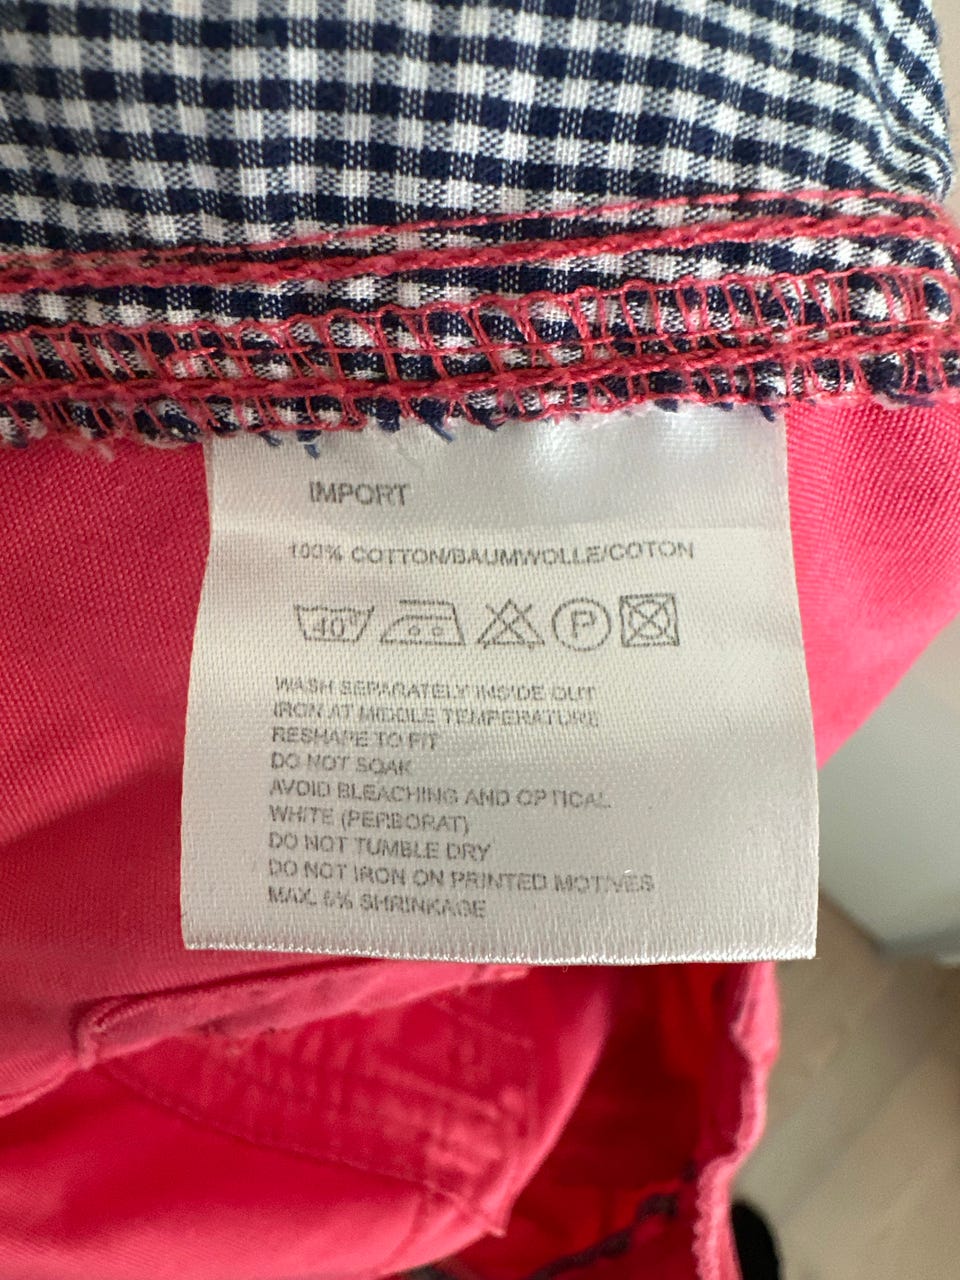 IMPORT
100% COTTON/BAUMWOLLE/COTON
40° P
WASH SEPARATELY INSIDE OUT
IRON AT MIDDLE TEMPERATURE
RESHAPE TO FIT
DO NOT SOAK
AVOID BLEACHING AND OPTICAL
WHITE (PERBORAT)
DO NOT TUMBLE DRY
DO NOT IRON ON PRINTED MOTIVES
MAX. 5% SHRINKAGE